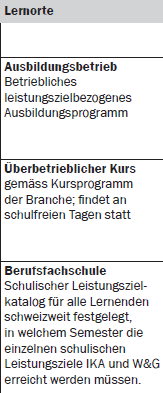 Lernorte
Ausbildungsbetrieb
Betriebliches
leistungszielbezogenes
Ausbildungsprogramm
Überbetrieblicher Kurs
gemäss Kursprogramm
der Branche; findet an
schulfreien Tagen statt
Berufsfachschule
Schulischer Leistungsziel-
katalog für alle Lernenden
schweizweit festgelegt,
in welchem Semester die
einzelnen schulischen
Leistungsziele IKA und W&G
erreicht werden müssen.